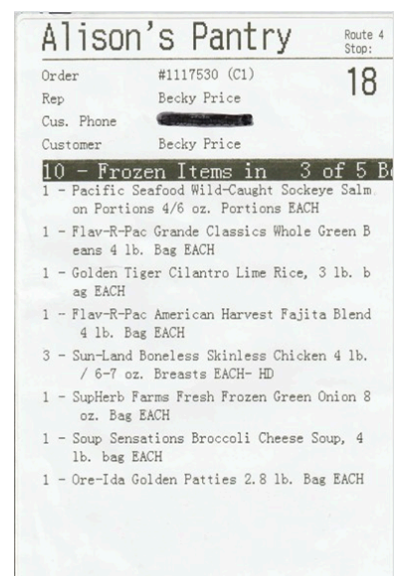 Alison's Pantry
Route 4
Stop:
18
Order #1117530 (C1)
Rep Becky Price
Cus. Phone
Customer Becky Price
10 - Frozen Items in 3 of 5 B
1 - Pacific Seafood Wild-Caught Sockeye Salm
on Portions 4/6 oz. Portions EACH
1 - Flav-R-Pac Grande Classics Whole Green B
eans 4 lb. Bag EACH
1 - Golden Tiger Cilantro Lime Rice, 3 lb. b
ag EACH
1 - Flav-R-Pac American Harvest Fajita Blend
4 lb. Bag EACH
3 - Sun-Land Boneless Skinless Chicken 4 lb.
/ 6-7 oz. Breasts EACH- HD
1 - SupHerb Farms Fresh Frozen Green Onion 8
oz. Bag EACH
1 - Soup Sensations Broccoli Cheese Soup, 4
lb. bag EACH
1 - Ore-Ida Golden Patties 2.8 lb. Bag EACH